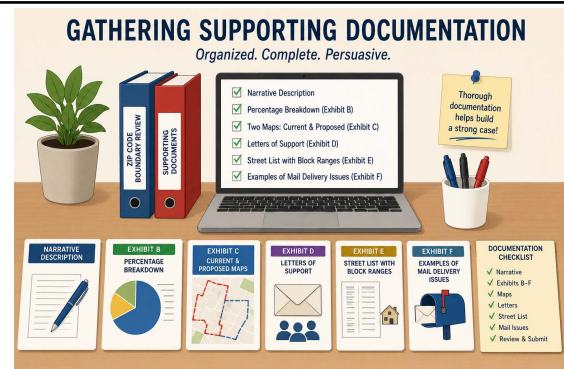 GATHERING SUPPORTING DOCUMENTATION
Organized. Complete. Persuasive.
ZIP CODE
BOUNDARY REVIEW
SUPPORTING
DOCUMENTS
Narrative Description
Percentage Breakdown (Exhibit B)
Two Maps: Current & Proposed (Exhibit C)
Letters of Support (Exhibit D)
Street List with Block Ranges (Exhibit E)
Examples of Mail Delivery Issues (Exhibit F)
Thorough
documentation
helps build
a strong case!
NARRATIVE
DESCRIPTION
EXHIBIT B
PERCENTAGE
BREAKDOWN
EXHIBIT C
CURRENT &
PROPOSED MAPS
EXHIBIT D
LETTERS OF
SUPPORT
EXHIBIT E
STREET LIST WITH
BLOCK RANGES
EXHIBIT F
EXAMPLES OF
MAIL DELIVERY
ISSUES
DOCUMENTATION
CHECKLIST
✓ Narrative
✓ Exhibits B–F
✓ Maps
✓ Letters
✓ Street List
✓ Mail Issues
✓ Review & Submit